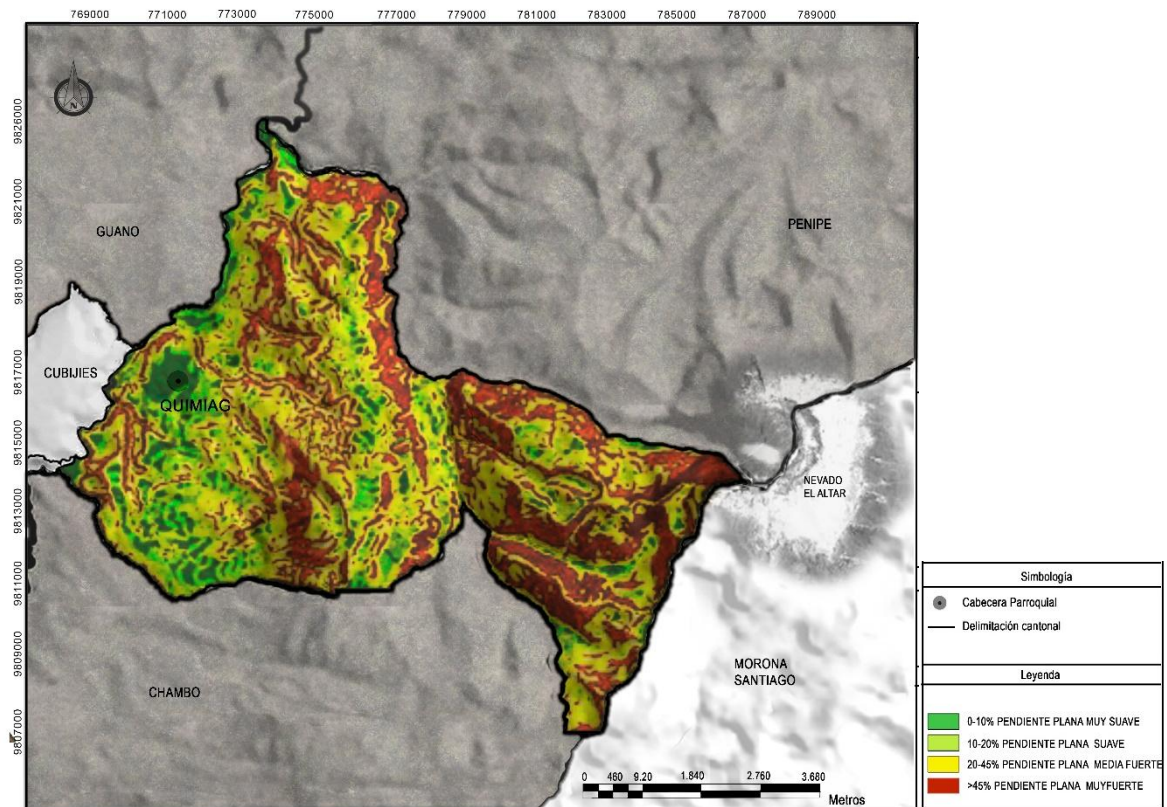 769000 771000 773000 775000 777000 779000 781000 783000 785000 787000 789000
9826000
9821000
9819000
9817000
9815000
9813000
9811000
9809000
9807000
N
GUANO
PENIPE
CUBIJIES
QUIMIAG
NEVADO
EL ALTAR
MORONA
SANTIAGO
CHAMBO
0 460 9.20 1.840 2.760 3.680
Metros
Simbología
Cabecera Parroquial
Delimitación cantonal
Leyenda
0-10% PENDIENTE PLANA MUY SUAVE
10-20% PENDIENTE PLANA SUAVE
20-45% PENDIENTE PLANA MEDIA FUERTE
>45% PENDIENTE PLANA MUYFUERTE